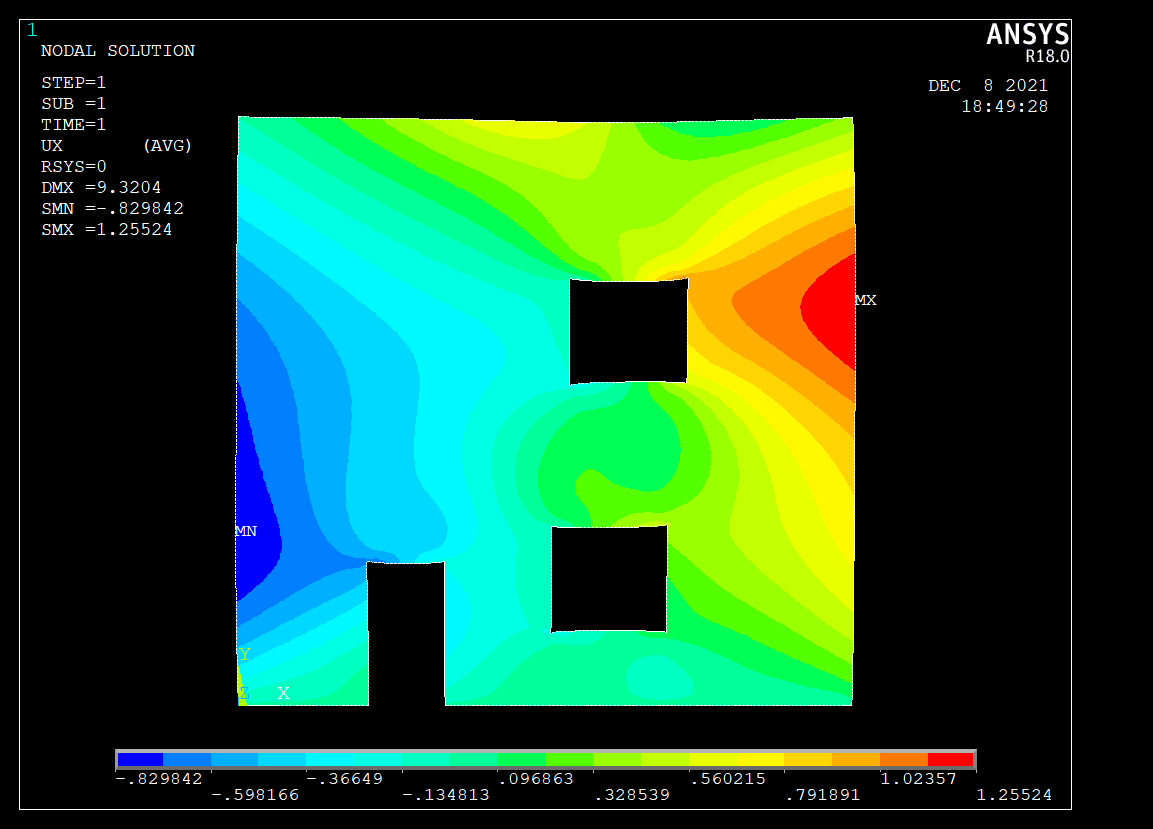 1
ANSYS
R18.0
NODAL SOLUTION
STEP=1
SUB =1
TIME=1
UX (AVG)
RSYS=0
DMX =9.3204
SMN =-.829842
SMX =1.25524
DEC 8 2021
18:49:28
MX
MN
Y
Z X
-.829842 -.36649 .096863 .560215 1.02357
-.598166 -.134813 .328539 .791891 1.25524